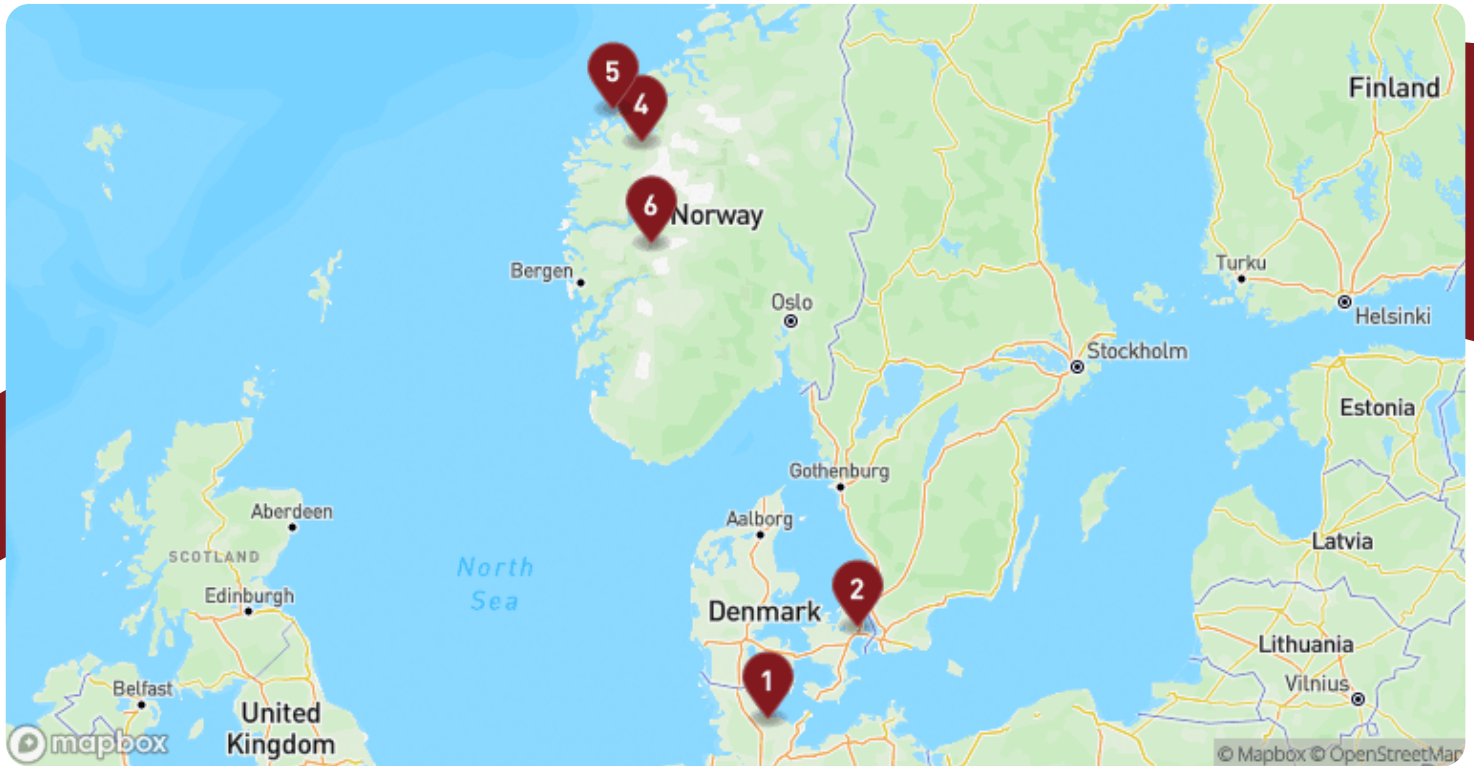 5
4
Finland
6
Norway
Bergen
Turku
Oslo
Helsinki
Stockholm
Estonia
Gothenburg
Aberdeen
Aalborg
SCOTLAND
Latvia
North
Sea
Edinburgh
2
Denmark
Lithuania
1
Vilnius
Belfast
United
Kingdom
mapbox
© Mapbox © OpenStreetMap